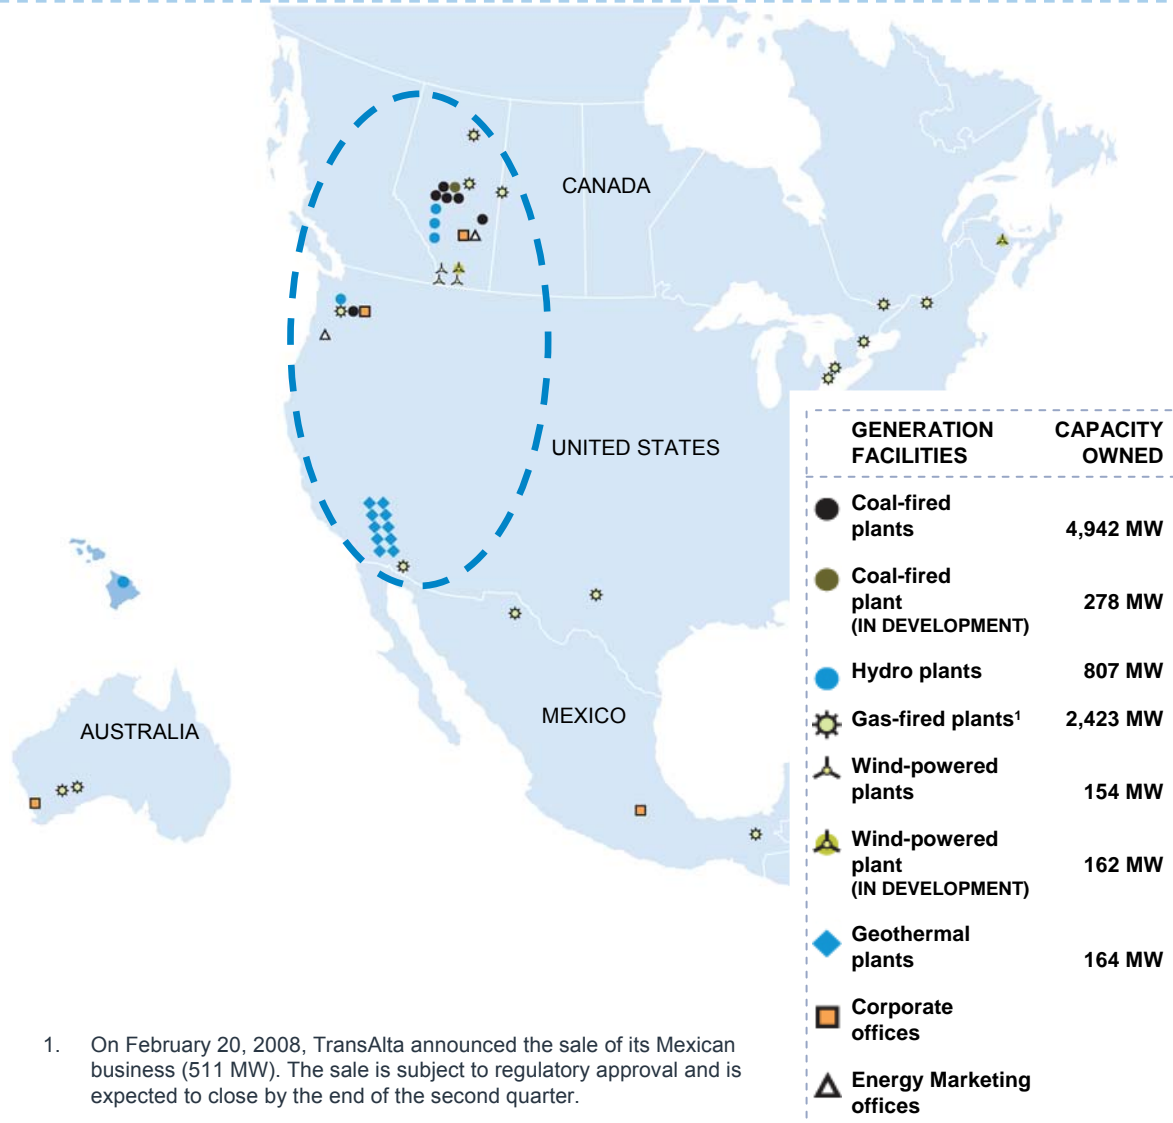 CANADA
UNITED STATES
MEXICO
AUSTRALIA
GENERATION CAPACITY
FACILITIES OWNED
Coal-fired
plants 4,942 MW
Coal-fired
plant 278 MW
(IN DEVELOPMENT)
Hydro plants 807 MW
Gas-fired plants¹ 2,423 MW
Wind-powered
plants 154 MW
Wind-powered
plant 162 MW
(IN DEVELOPMENT)
Geothermal
plants 164 MW
Corporate
offices
Energy Marketing
offices
1. On February 20, 2008, TransAlta announced the sale of its Mexican
business (511 MW). The sale is subject to regulatory approval and is
expected to close by the end of the second quarter.